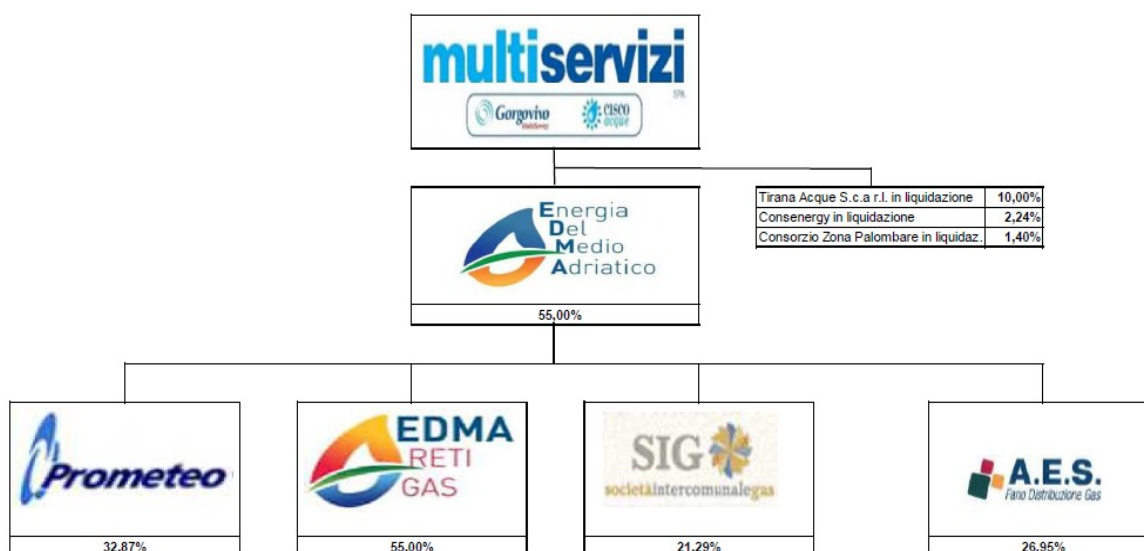 multiservizi
SPA
Gorgovivo
MultiServizi
CISCO
acque
Tirana Acque S.c.a r.l. in liquidazione 10,00%
Consenergy in liquidazione 2,24%
Consorzio Zona Palombare in liquidaz. 1,40%
Energia
Del
Medio
Adriatico
55,00%
Prometeo
32,87%
EDMA
RETI
GAS
55,00%
SIG
societàintercomunalegas
21,29%
A.E.S.
Fano Distribuzione Gas
26,95%